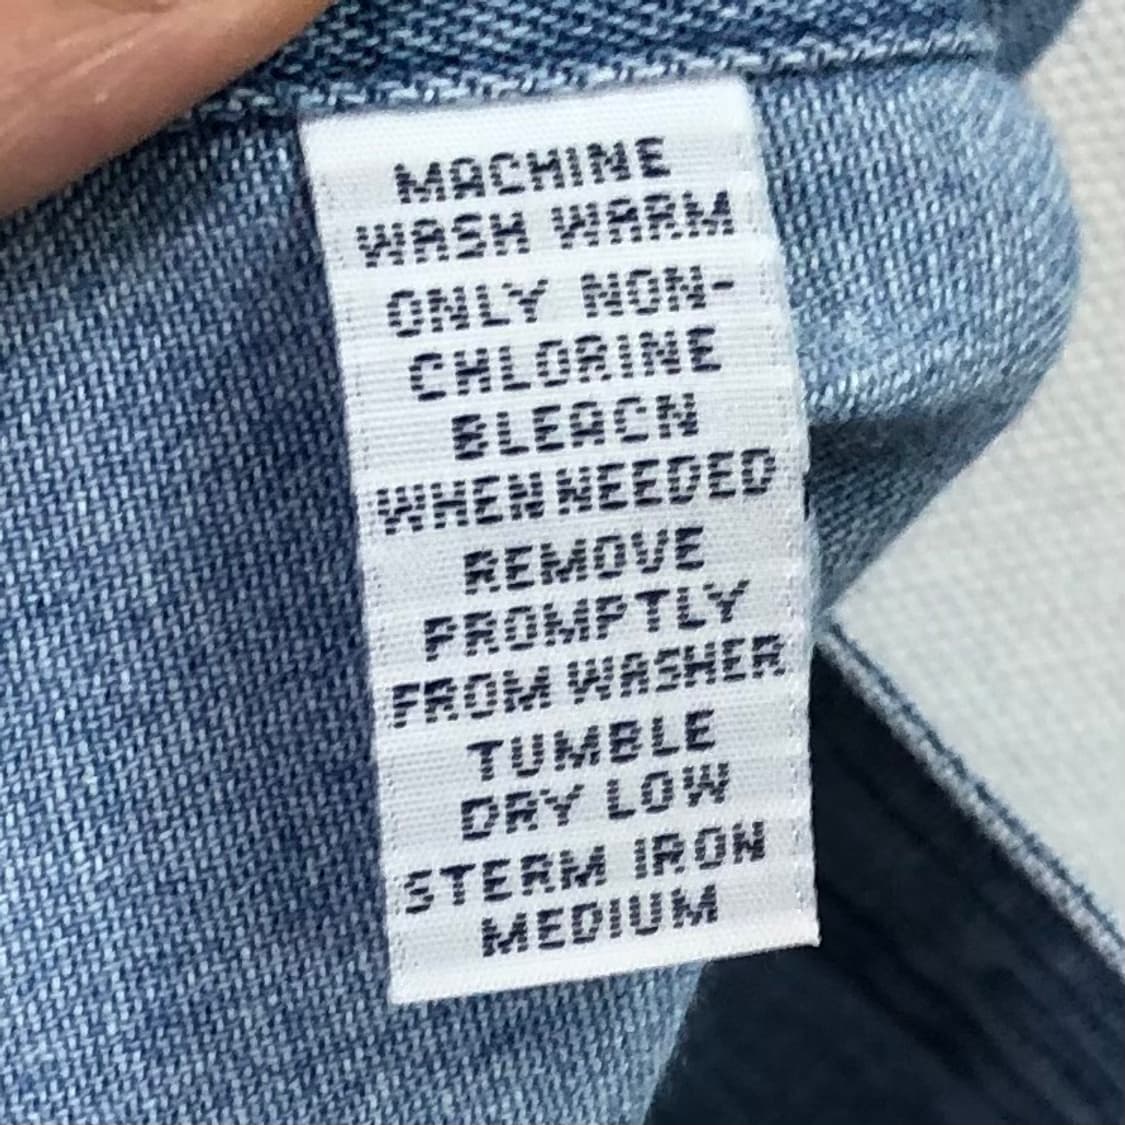 MACHINE
WASH WARM
ONLY NON-
CHLORINE
BLEACN
WHEN NEEDED
REMOVE
PROMPTLY
FROM WASHER
TUMBLE
DRY LOW
STERM IRON
MEDIUM